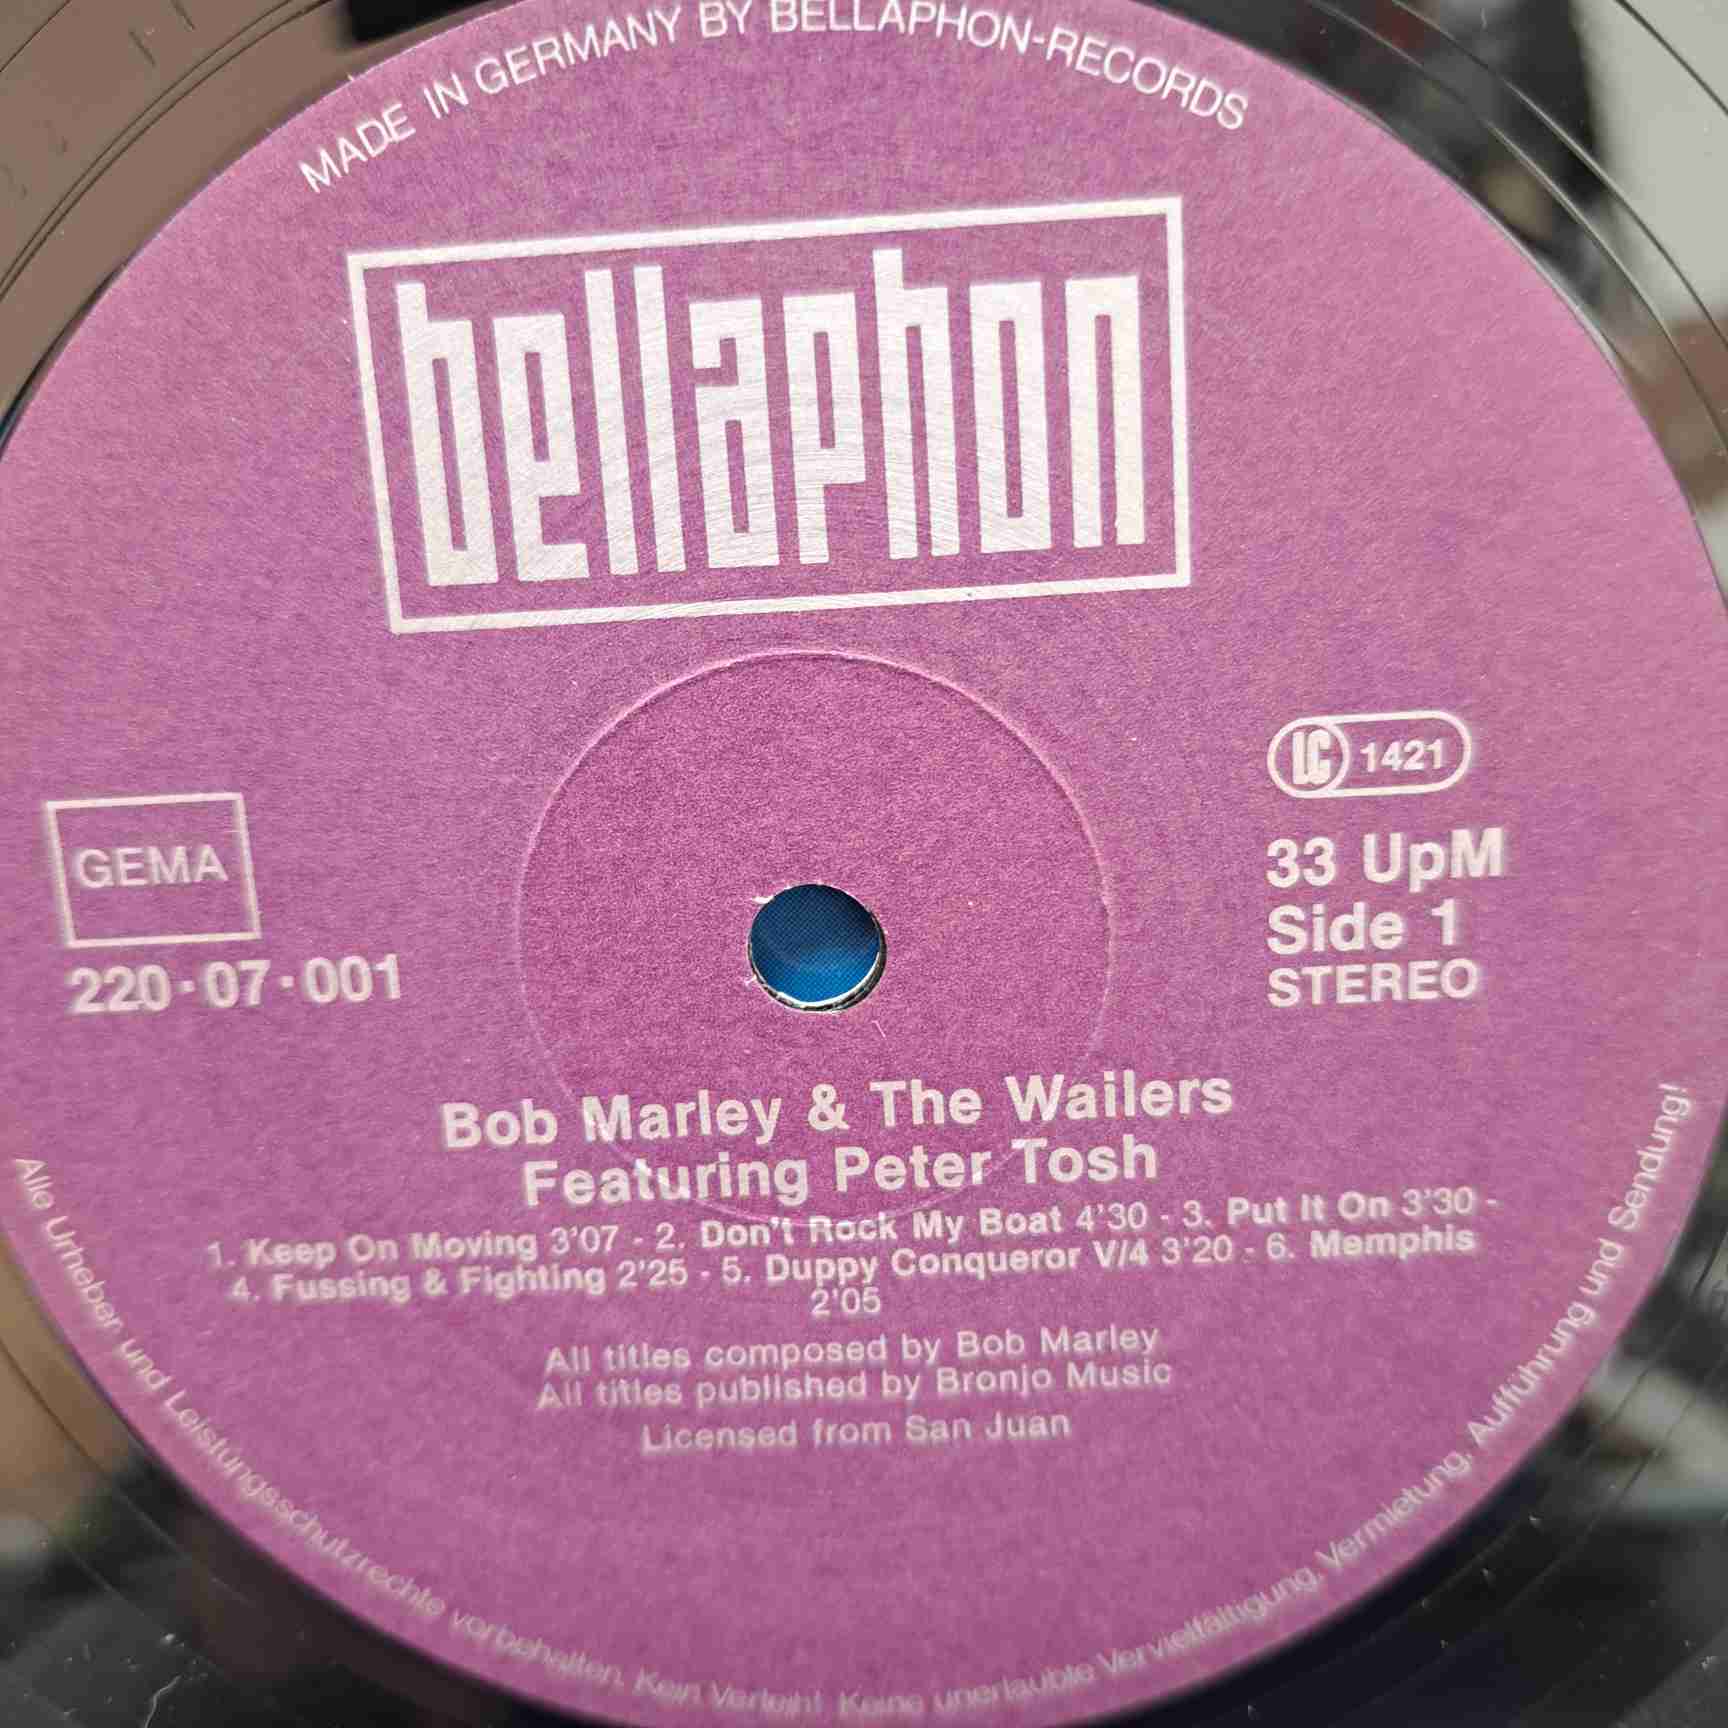 MADE IN GERMANY BY BELLAPHON-RECORDS
bellaphon
LC 1421
GEMA
33 UpM
Side 1
220·07·001
STEREO
Bob Marley & The Wailers
Featuring Peter Tosh
1. Keep On Moving 3'07 - 2. Don't Rock My Boat 4'30 - 3. Put It On 3'30 -
4. Fussing & Fighting 2'25 - 5. Duppy Conqueror V/4 3'20 - 6. Memphis
2'05
All titles composed by Bob Marley
All titles published by Bronjo Music
Licensed from San Juan
Alle Urheber und Leistungsschutzrechte vorbehalten. Kein Verleih! Keine unerlaubte Vervielfältigung, Vermietung, Aufführung und Sendung!